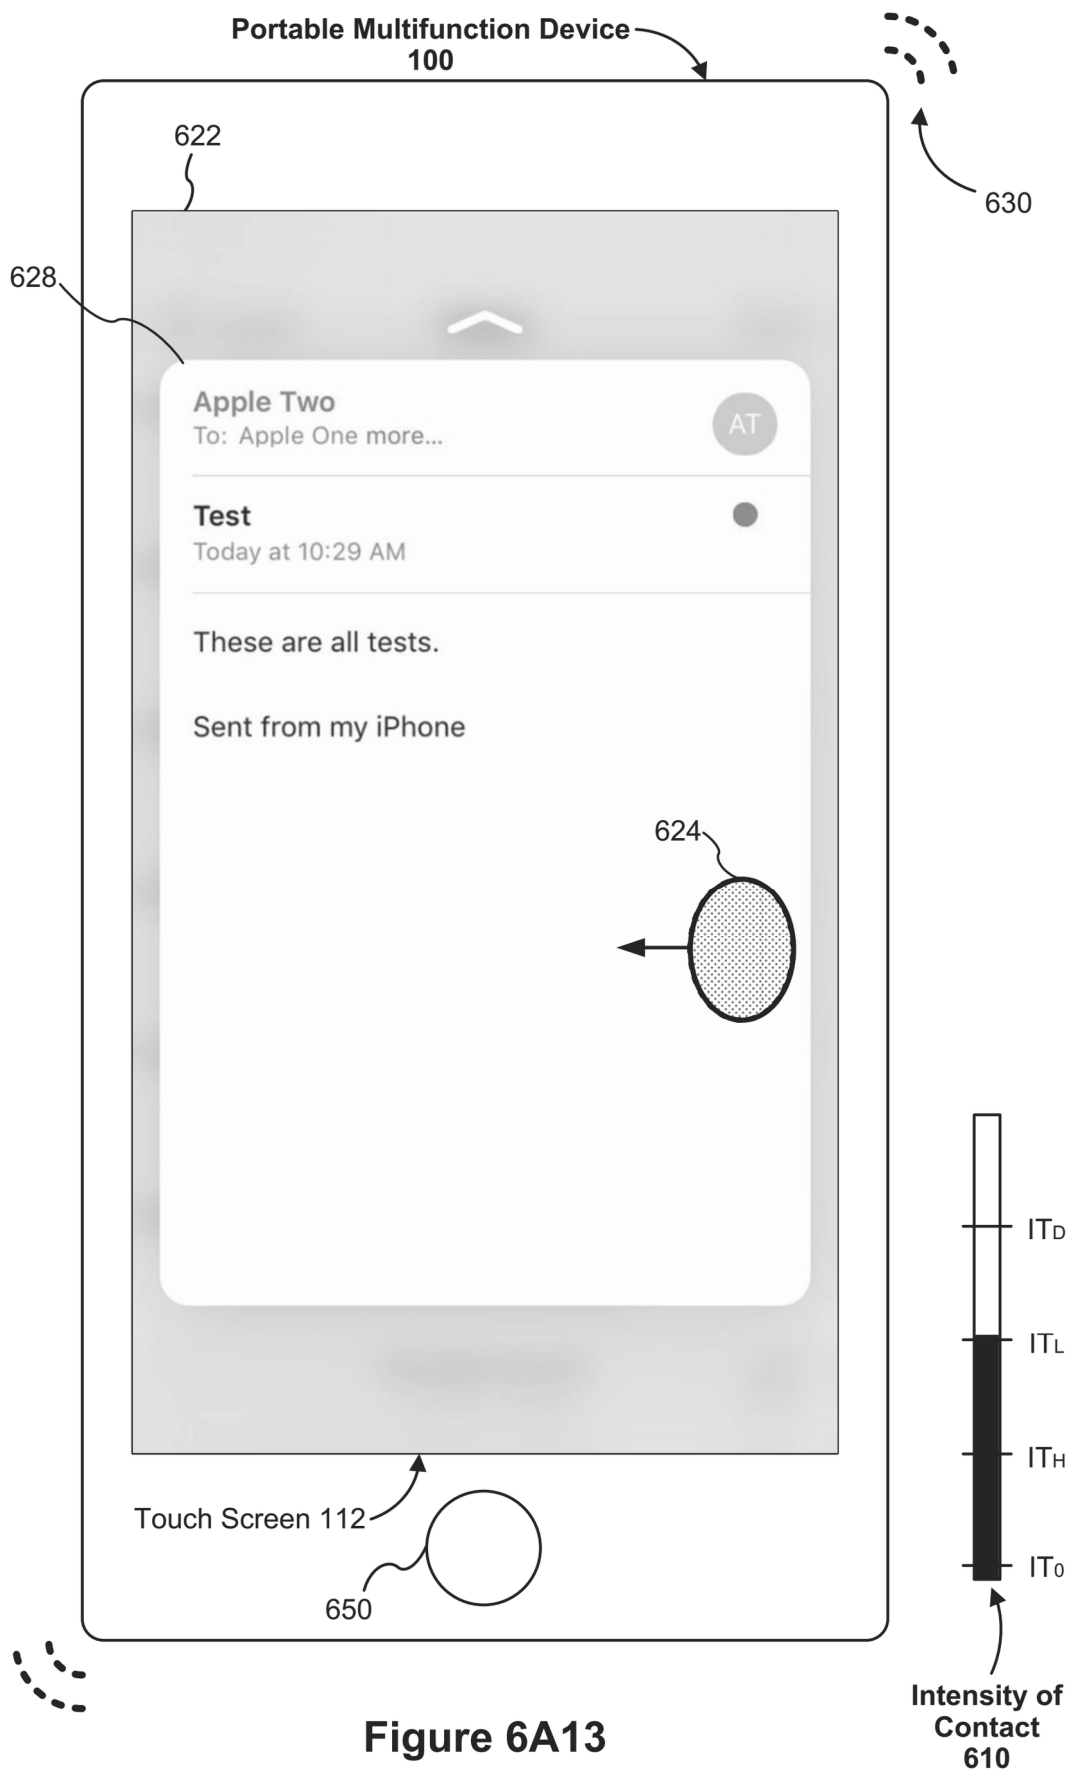 Portable Multifunction Device
100
622
630
628
Apple Two
To: Apple One more...
AT
Test
Today at 10:29 AM
These are all tests.
Sent from my iPhone
624
ITD
ITL
ITH
IT0
Touch Screen 112
650
Intensity of
Contact
610
Figure 6A13